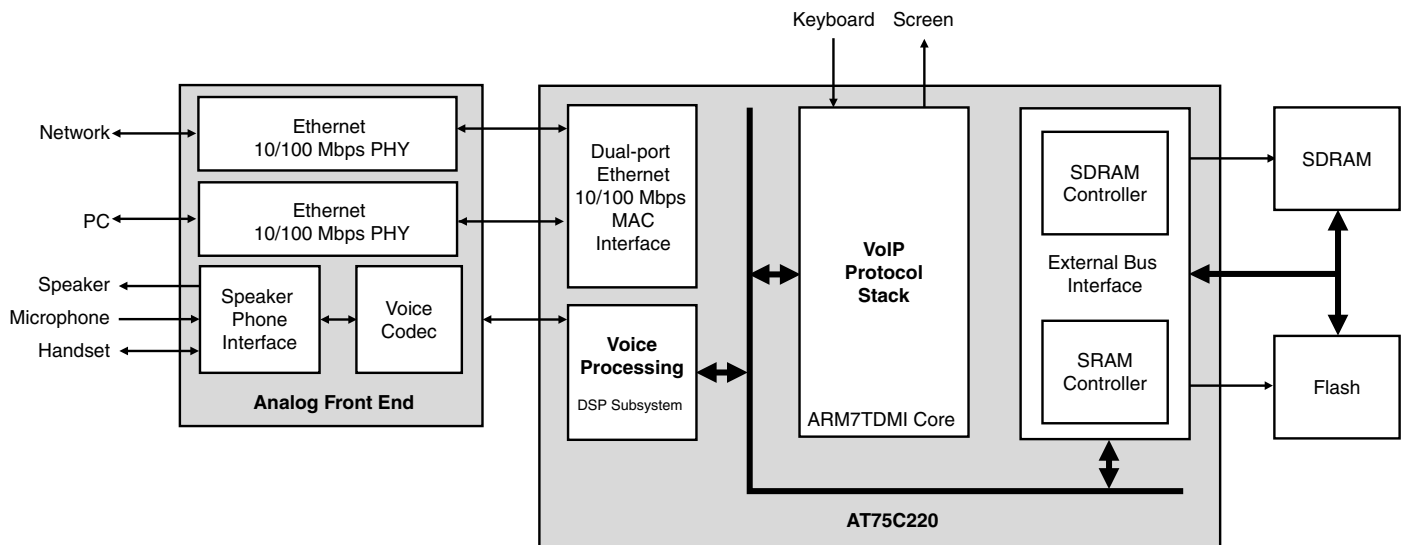 Keyboard
Screen
Network
PC
Speaker
Microphone
Handset
Ethernet
10/100 Mbps PHY
Ethernet
10/100 Mbps PHY
Speaker
Phone
Interface
Voice
Codec
Analog Front End
Dual-port
Ethernet
10/100 Mbps
MAC
Interface
Voice
Processing
DSP Subsystem
VoIP
Protocol
Stack
ARM7TDMI Core
SDRAM
Controller
External Bus
Interface
SRAM
Controller
AT75C220
SDRAM
Flash